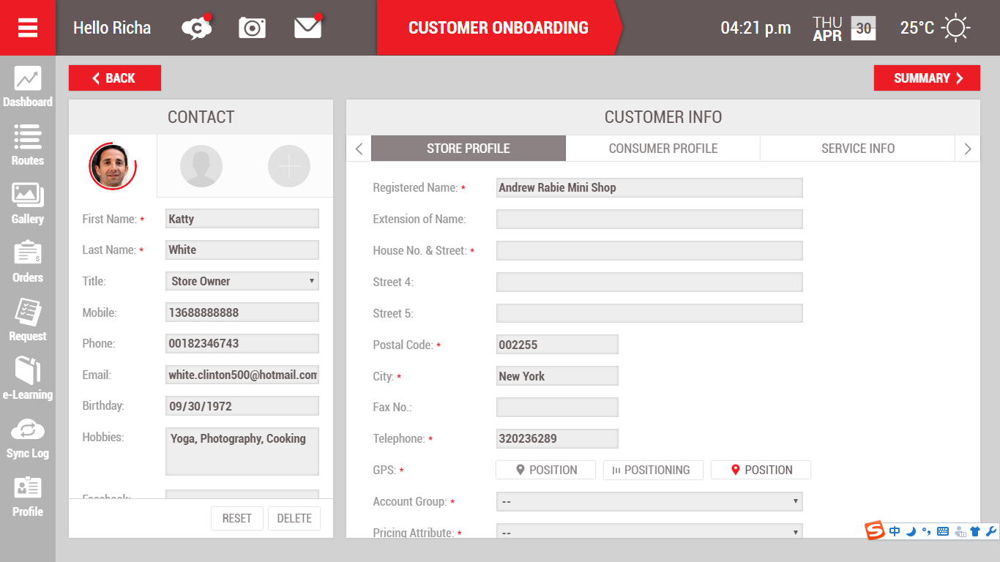 Hello Richa
C
CUSTOMER ONBOARDING
04:21 p.m
THU
APR
30
25°C
BACK
SUMMARY
Dashboard
Routes
Gallery
Orders
Request
e-Learning
Sync Log
Profile
CONTACT
First Name: *
Katty
Last Name: *
White
Title:
Store Owner
Mobile:
13688888888
Phone:
00182346743
Email:
white.clinton500@hotmail.com
Birthday:
09/30/1972
Hobbies:
Yoga, Photography, Cooking
Facebook:
RESET
DELETE
CUSTOMER INFO
STORE PROFILE
CONSUMER PROFILE
SERVICE INFO
Registered Name: *
Andrew Rabie Mini Shop
Extension of Name:
House No. & Street: *
Street 4:
Street 5:
Postal Code: *
002255
City: *
New York
Fax No.:
Telephone: *
320236289
GPS: *
POSITION
POSITIONING
POSITION
Account Group: *
--
Pricing Attribute: *
--
S
中